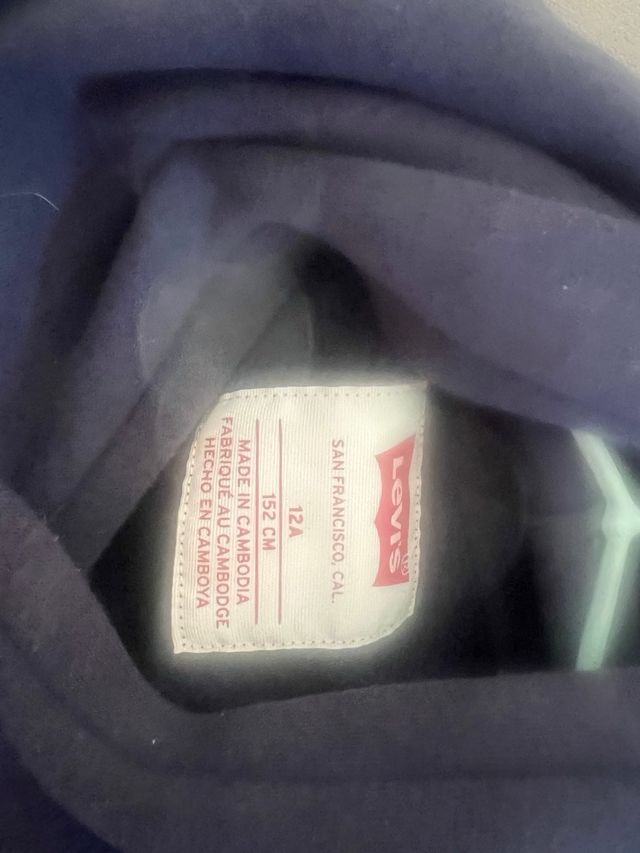 LEVI'S®
SAN FRANCISCO, CAL.
12A
152 CM
MADE IN CAMBODIA
FABRIQUÉ AU CAMBODGE
HECHO EN CAMBOYA